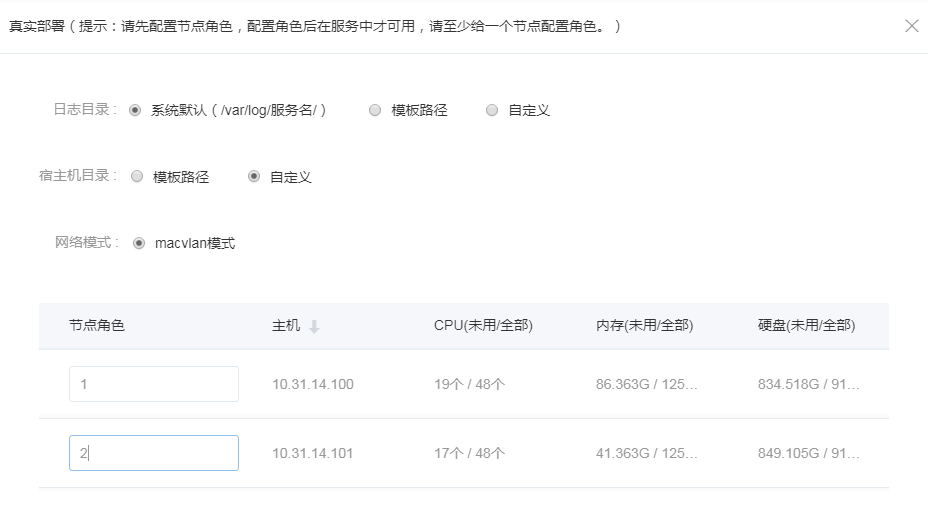 真实部署（提示：请先配置节点角色，配置角色后在服务中才可用，请至少给一个节点配置角色。）
日志目录： 系统默认（/var/log/服务名/） 模板路径 自定义
宿主机目录： 模板路径 自定义
网络模式： macvlan模式
节点角色 主机 CPU(未用/全部) 内存(未用/全部) 硬盘(未用/全部)
1 10.31.14.100 19个 / 48个 86.363G / 125... 834.518G / 91...
2 10.31.14.101 17个 / 48个 41.363G / 125... 849.105G / 91...